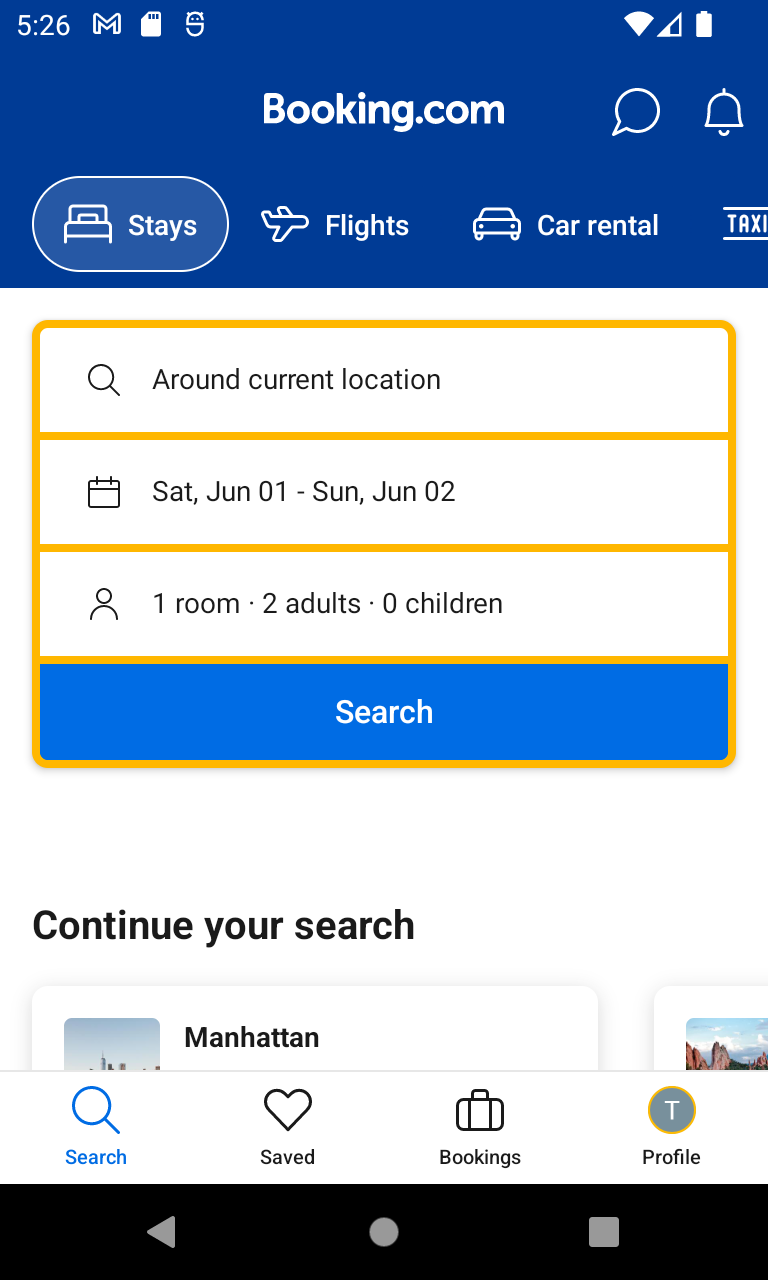 5:26
Booking.com
Stays
Flights
Car rental
TAXI
Around current location
Sat, Jun 01 - Sun, Jun 02
1 room · 2 adults · 0 children
Search
Continue your search
Manhattan
Search
Saved
Bookings
T
Profile